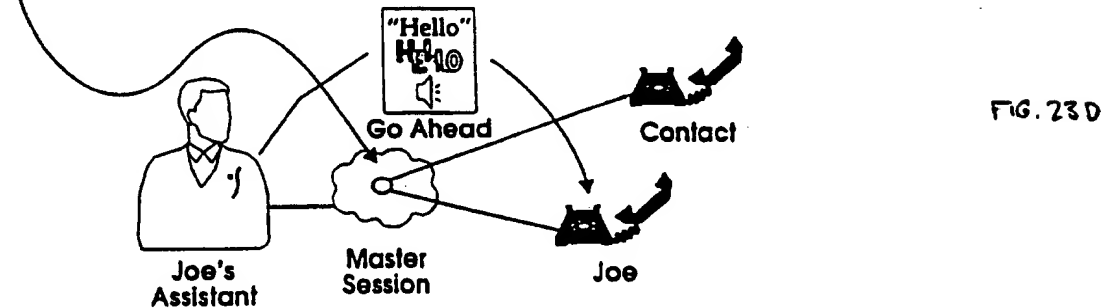 "Hello"
Go Ahead
Contact
FIG. 23D
Joe's
Assistant
Master
Session
Joe